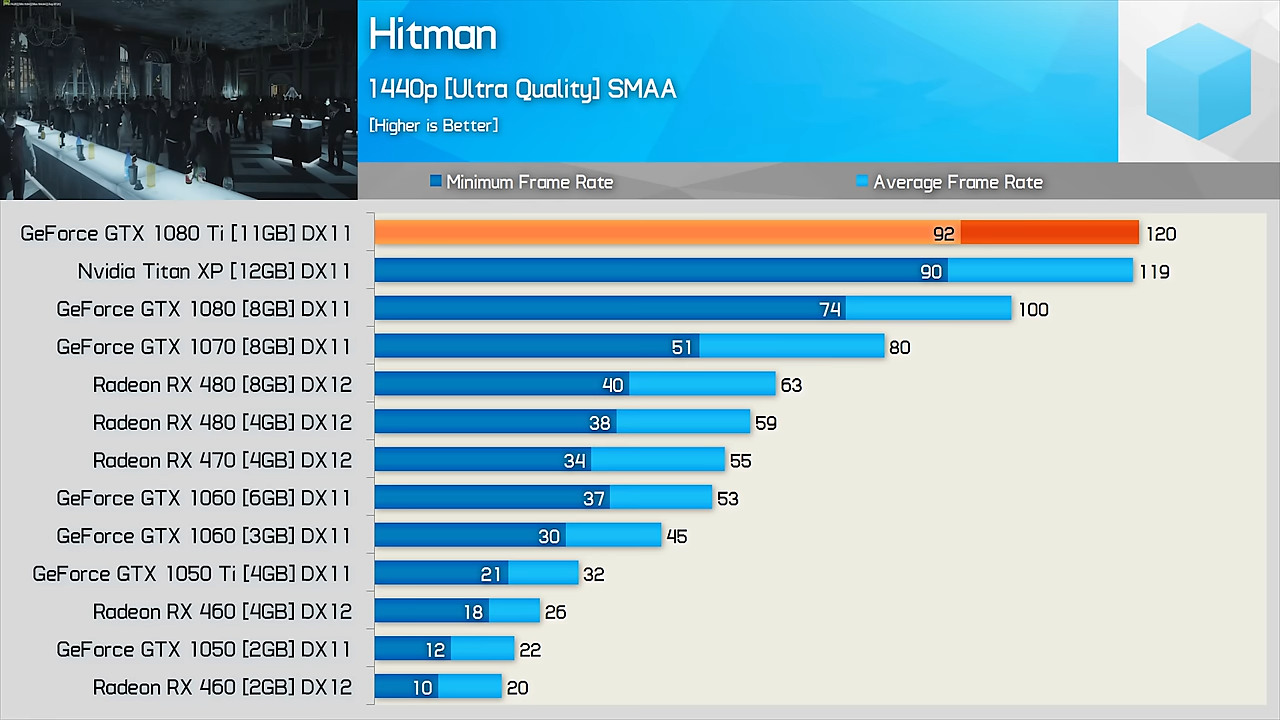 Hitman
1440p [Ultra Quality] SMAA
[Higher is Better]
Minimum Frame Rate
Average Frame Rate
GeForce GTX 1080 Ti [11GB] DX11 92 120
Nvidia Titan XP [12GB] DX11 90 119
GeForce GTX 1080 [8GB] DX11 74 100
GeForce GTX 1070 [8GB] DX11 51 80
Radeon RX 480 [8GB] DX12 40 63
Radeon RX 480 [4GB] DX12 38 59
Radeon RX 470 [4GB] DX12 34 55
GeForce GTX 1060 [6GB] DX11 37 53
GeForce GTX 1060 [3GB] DX11 30 45
GeForce GTX 1050 Ti [4GB] DX11 21 32
Radeon RX 460 [4GB] DX12 18 26
GeForce GTX 1050 [2GB] DX11 12 22
Radeon RX 460 [2GB] DX12 10 20